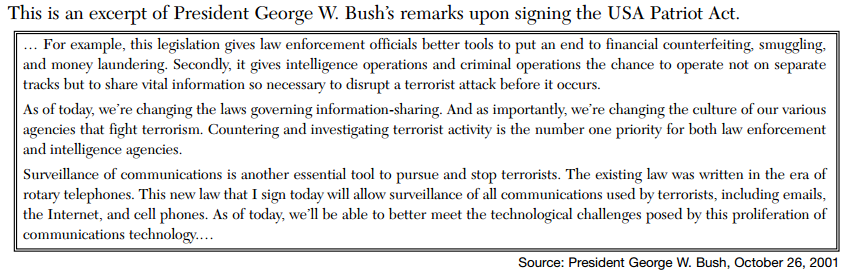 This is an excerpt of President George W. Bush’s remarks upon signing the USA Patriot Act.
… For example, this legislation gives law enforcement officials better tools to put an end to financial counterfeiting, smuggling,
and money laundering. Secondly, it gives intelligence operations and criminal operations the chance to operate not on separate
tracks but to share vital information so necessary to disrupt a terrorist attack before it occurs.
As of today, we’re changing the laws governing information-sharing. And as importantly, we’re changing the culture of our various
agencies that fight terrorism. Countering and investigating terrorist activity is the number one priority for both law enforcement
and intelligence agencies.
Surveillance of communications is another essential tool to pursue and stop terrorists. The existing law was written in the era of
rotary telephones. This new law that I sign today will allow surveillance of all communications used by terrorists, including emails,
the Internet, and cell phones. As of today, we’ll be able to better meet the technological challenges posed by this proliferation of
communications technology.…
Source: President George W. Bush, October 26, 2001